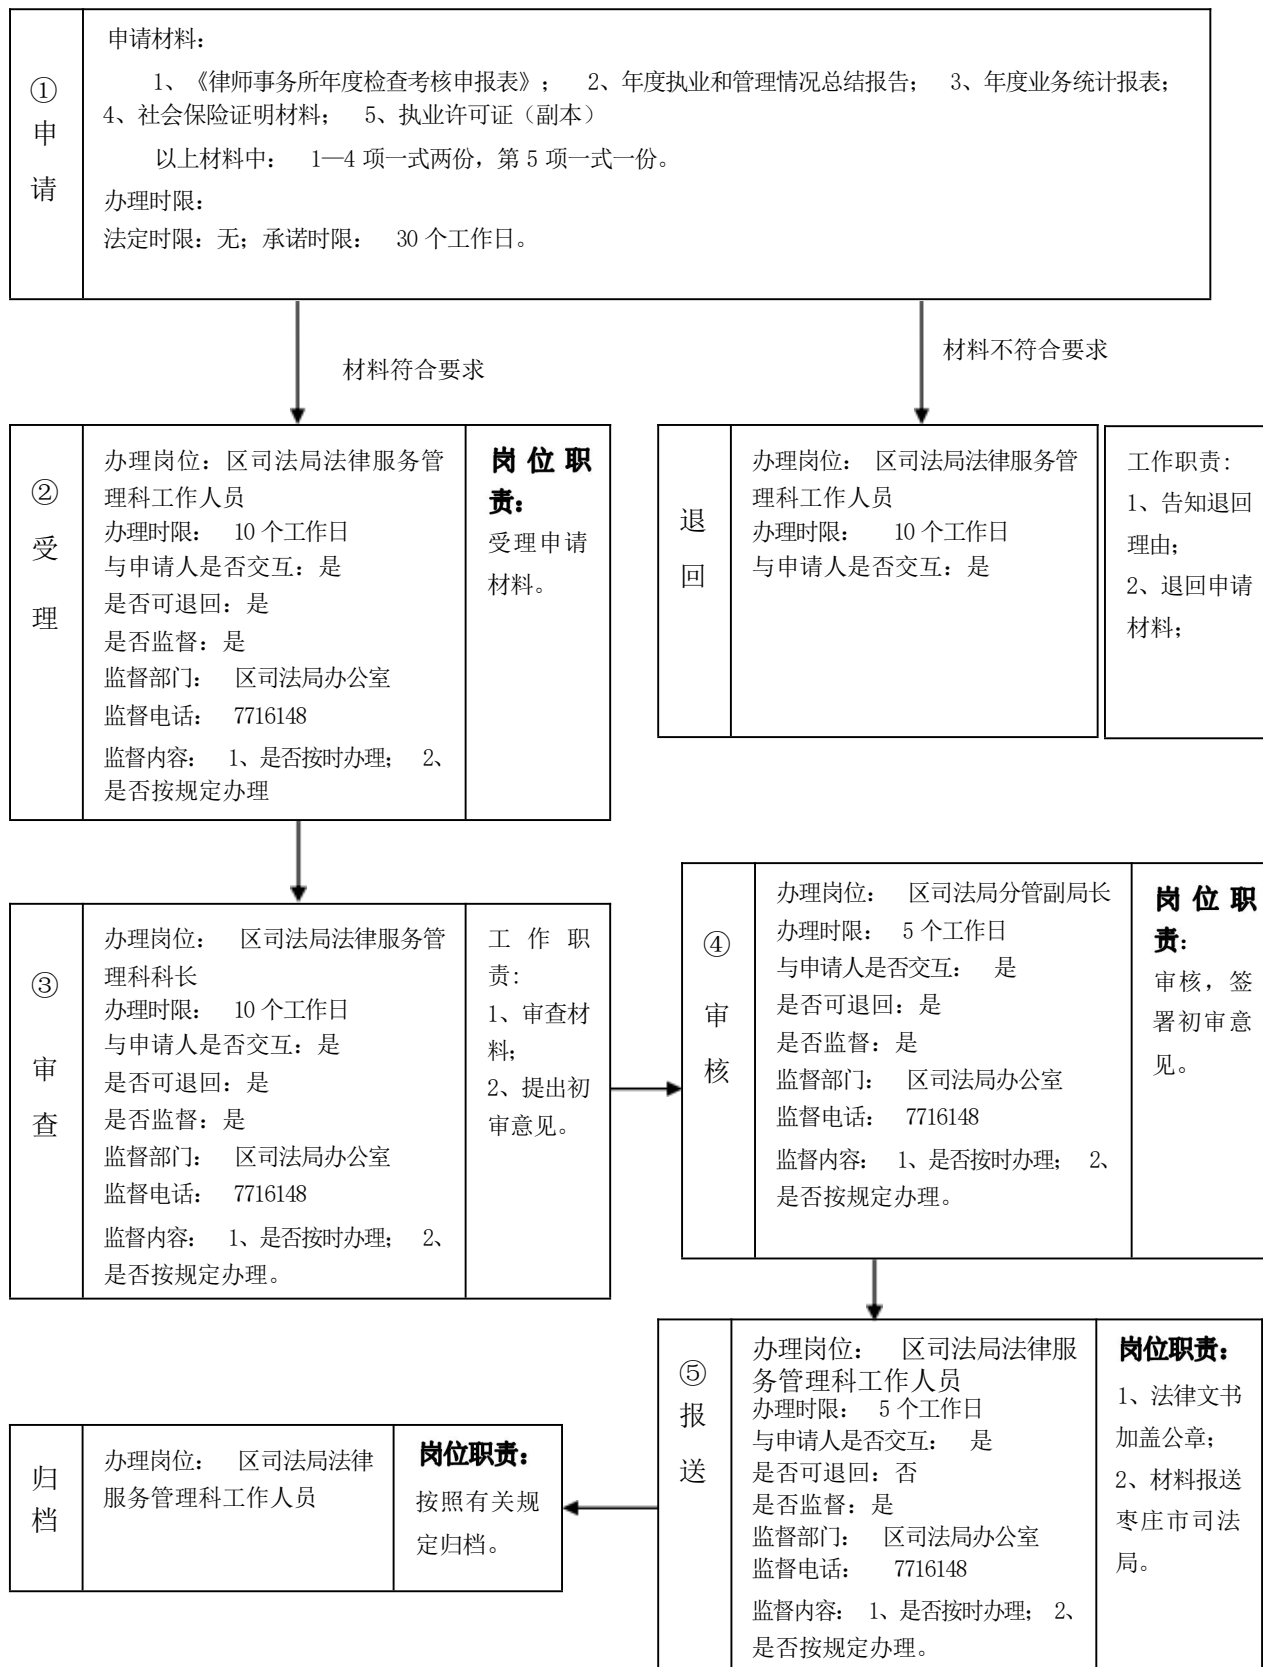 ①
申
请
申请材料：
1、《律师事务所年度检查考核申报表》； 2、年度执业和管理情况总结报告； 3、年度业务统计报表；
4、社会保险证明材料； 5、执业许可证（副本）
以上材料中： 1—4 项一式两份，第 5 项一式一份。
办理时限：
法定时限：无；承诺时限： 30 个工作日。
材料符合要求
材料不符合要求
②
受
理
办理岗位：区司法局法律服务管
理科工作人员
办理时限： 10 个工作日
与申请人是否交互：是
是否可退回：是
是否监督：是
监督部门： 区司法局办公室
监督电话： 7716148
监督内容： 1、是否按时办理； 2、
是否按规定办理
岗位职
责：
受理申请
材料。
退
回
办理岗位： 区司法局法律服务管
理科工作人员
办理时限： 10 个工作日
与申请人是否交互：是
工作职责：
1、告知退回
理由；
2、退回申请
材料；
③
审
查
办理岗位： 区司法局法律服务管
理科科长
办理时限： 10 个工作日
与申请人是否交互：是
是否可退回：是
是否监督：是
监督部门： 区司法局办公室
监督电话： 7716148
监督内容： 1、是否按时办理； 2、
是否按规定办理。
工作职
责：
1、审查材
料；
2、提出初
审意见。
④
审
核
办理岗位： 区司法局分管副局长
办理时限： 5 个工作日
与申请人是否交互： 是
是否可退回：是
是否监督：是
监督部门： 区司法局办公室
监督电话： 7716148
监督内容： 1、是否按时办理； 2、
是否按规定办理。
岗位职
责：
审核，签
署初审意
见。
⑤
报
送
办理岗位： 区司法局法律服
务管理科工作人员
办理时限： 5 个工作日
与申请人是否交互： 是
是否可退回：否
是否监督：是
监督部门： 区司法局办公室
监督电话： 7716148
监督内容： 1、是否按时办理； 2、
是否按规定办理。
岗位职责：
1、法律文书
加盖公章；
2、材料报送
枣庄市司法
局。
归
档
办理岗位： 区司法局法律
服务管理科工作人员
岗位职责：
按照有关规
定归档。